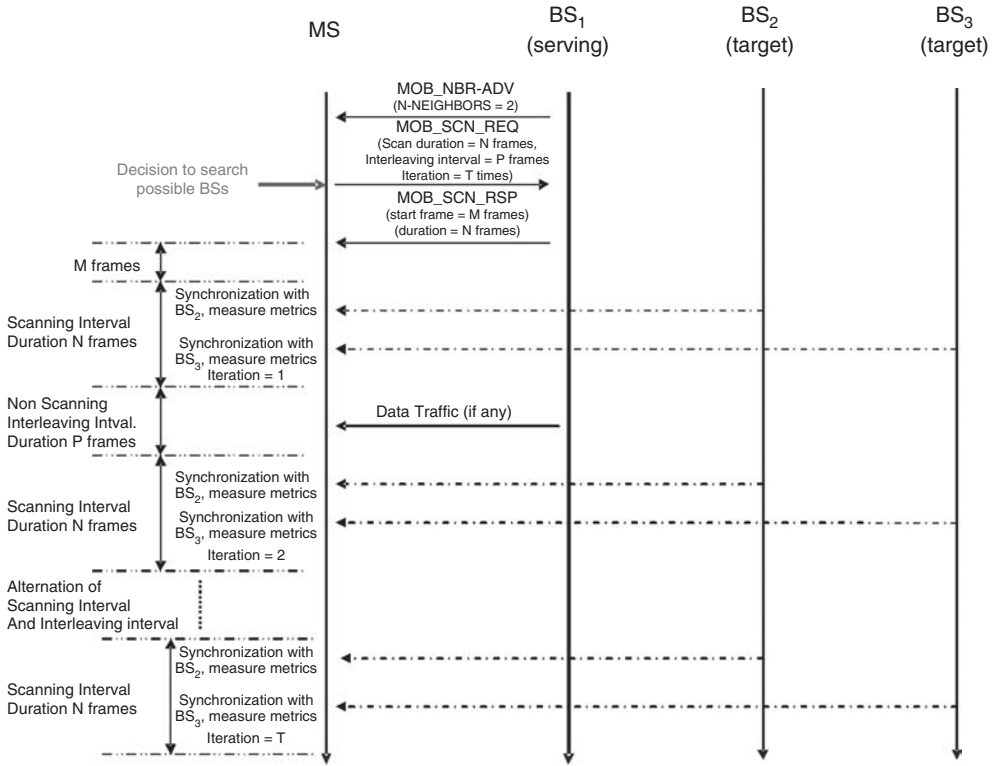 MS
BS1
(serving)
BS2
(target)
BS3
(target)
MOB_NBR-ADV
(N-NEIGHBORS = 2)
MOB_SCN_REQ
(Scan duration = N frames,
Interleaving interval = P frames
Iteration = T times)
Decision to search
possible BSs
MOB_SCN_RSP
(start frame = M frames)
(duration = N frames)
M frames
Scanning Interval
Duration N frames
Synchronization with
BS2, measure metrics
Synchronization with
BS3, measure metrics
Iteration = 1
Non Scanning
Interleaving Intval.
Duration P frames
Data Traffic (if any)
Scanning Interval
Duration N frames
Synchronization with
BS2, measure metrics
Synchronization with
BS3, measure metrics
Iteration = 2
Alternation of
Scanning Interval
And Interleaving interval
Scanning Interval
Duration N frames
Synchronization with
BS2, measure metrics
Synchronization with
BS3, measure metrics
Iteration = T